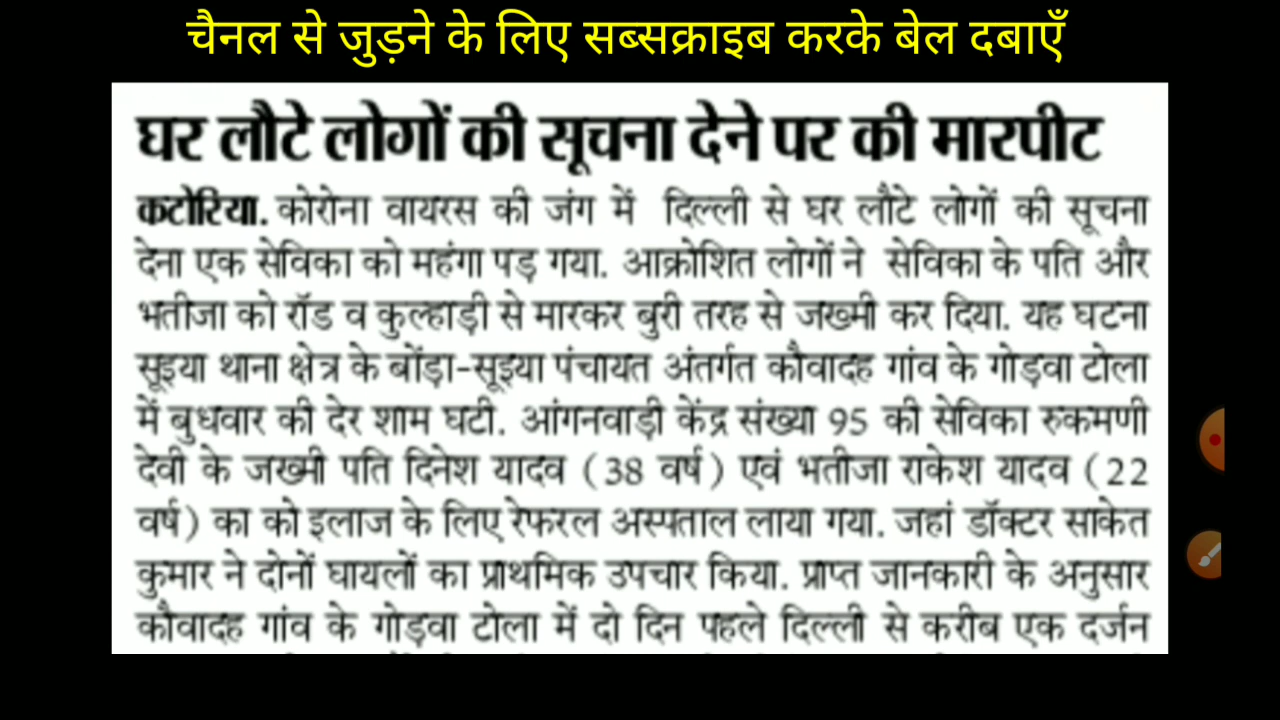 चैनल से जुड़ने के लिए सब्सक्राइब करके बेल दबाएँ
घर लौटे लोगों की सूचना देने पर की मारपीट
कटोरिया. कोरोना वायरस की जंग में दिल्ली से घर लौटे लोगों की सूचना
देना एक सेविका को महंगा पड़ गया. आक्रोशित लोगों ने सेविका के पति और
भतीजा को रॉड व कुल्हाड़ी से मारकर बुरी तरह से जख्मी कर दिया. यह घटना
सूइया थाना क्षेत्र के बोंड़ा-सूइया पंचायत अंतर्गत कौवादह गांव के गोड़वा टोला
में बुधवार की देर शाम घटी. आंगनवाड़ी केंद्र संख्या 95 की सेविका रुकमणी
देवी के जख्मी पति दिनेश यादव (38 वर्ष) एवं भतीजा राकेश यादव (22
वर्ष) का को इलाज के लिए रेफरल अस्पताल लाया गया. जहां डॉक्टर साकेत
कुमार ने दोनों घायलों का प्राथमिक उपचार किया. प्राप्त जानकारी के अनुसार
कौवादह गांव के गोड़वा टोला में दो दिन पहले दिल्ली से करीब एक दर्जन